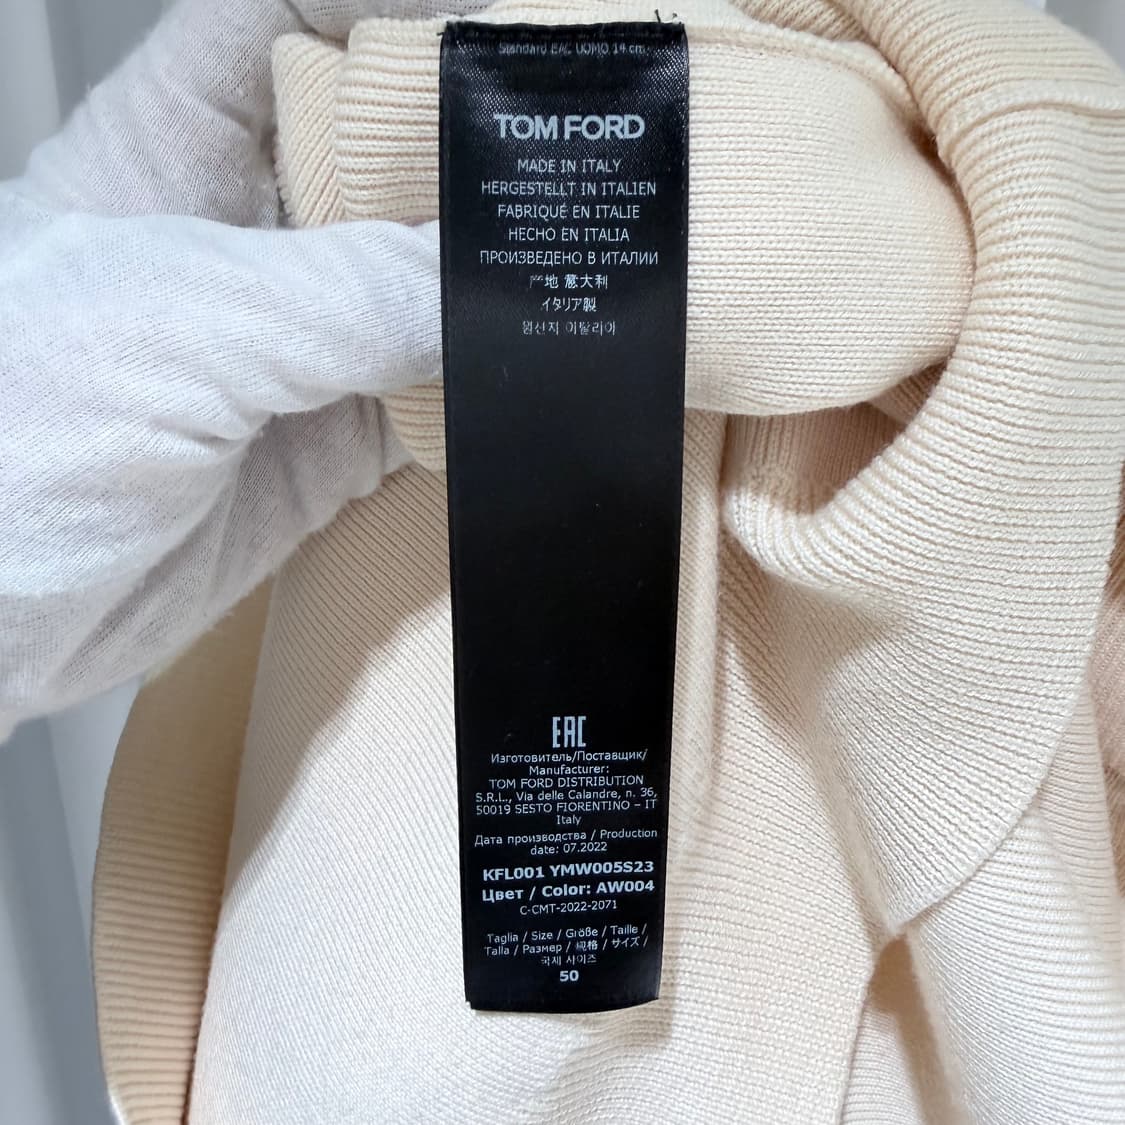 Standard EAC UOMO 14 cm
TOM FORD
MADE IN ITALY
HERGESTELLT IN ITALIEN
FABRIQUÉ EN ITALIE
HECHO EN ITALIA
ПРОИЗВЕДЕНО В ИТАЛИИ
产地 意大利
イタリア製
원산지 이탈리아
EAC
Изготовитель/Поставщик/
Manufacturer:
TOM FORD DISTRIBUTION
S.R.L., Via delle Calandre, n. 36,
50019 SESTO FIORENTINO – IT
Italy
Дата производства / Production
date: 07.2022
KFL001 YMW005S23
Цвет / Color: AW004
C-CMT-2022-2071
Taglia / Size / Größe / Taille /
Talla / Размер / 规格 / サイズ /
국제 사이즈
50